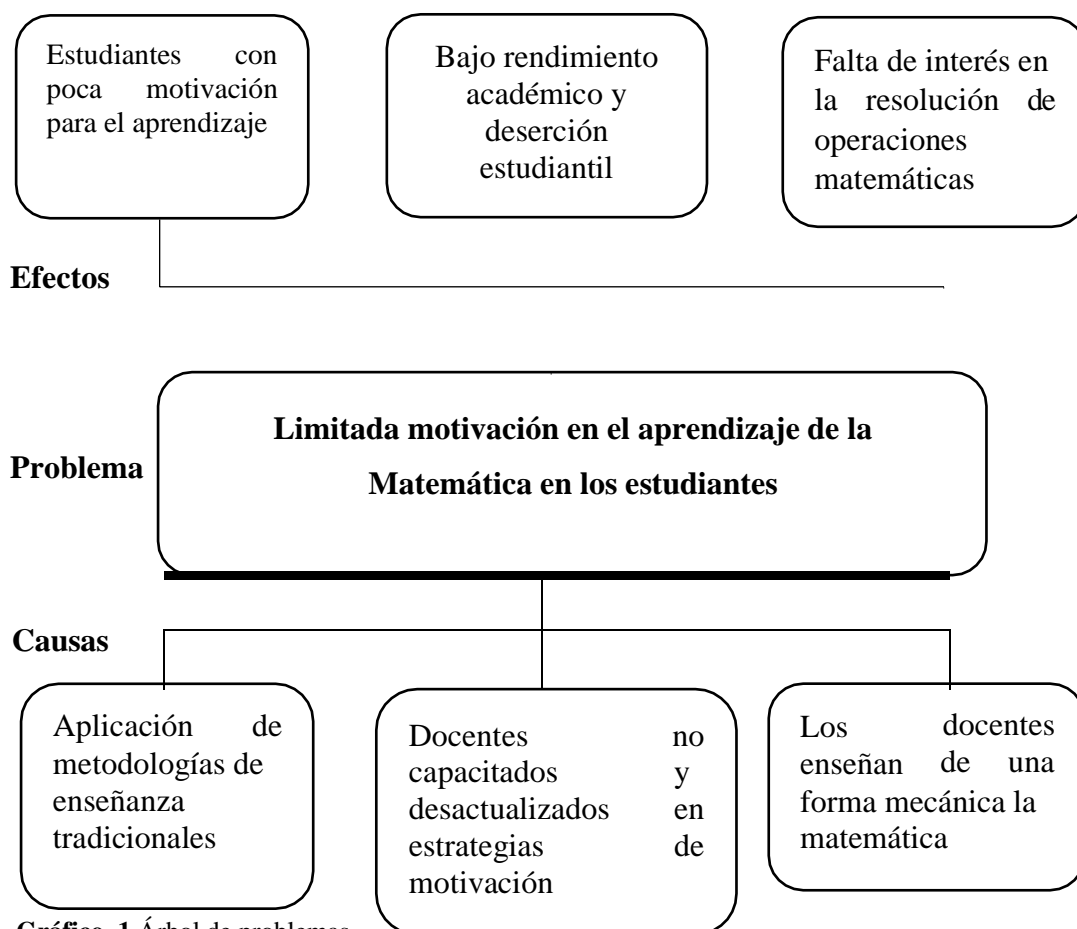 Estudiantes con
poca motivación
para el aprendizaje
Bajo rendimiento
académico y
deserción
estudiantil
Falta de interés en
la resolución de
operaciones
matemáticas
Efectos
Limitada motivación en el aprendizaje de la
Matemática en los estudiantes
Problema
Causas
Aplicación de
metodologías de
enseñanza
tradicionales
Docentes no
capacitados y
desactualizados en
estrategias de
motivación
Los docentes
enseñan de una
forma mecánica la
matemática
Gráfico 1 Árbol de problemas